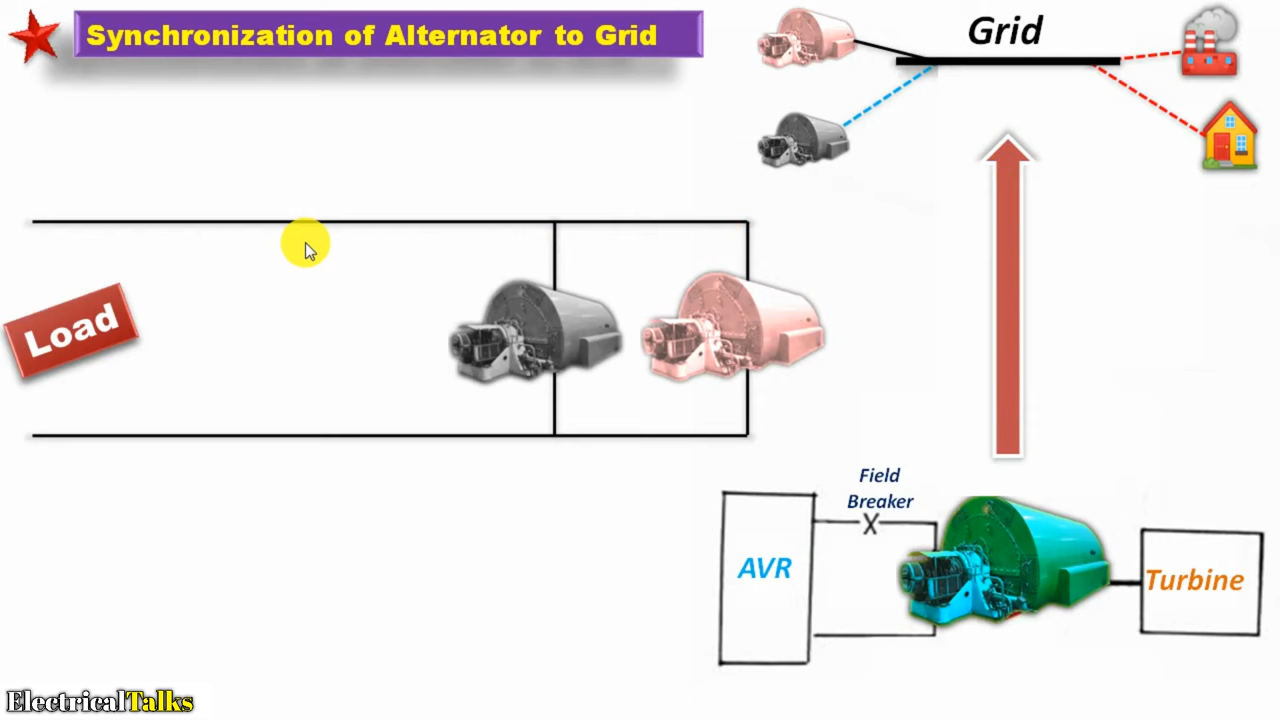 Synchronization of Alternator to Grid
Grid
Load
Field
Breaker
X
AVR
Turbine
ElectricalTalks